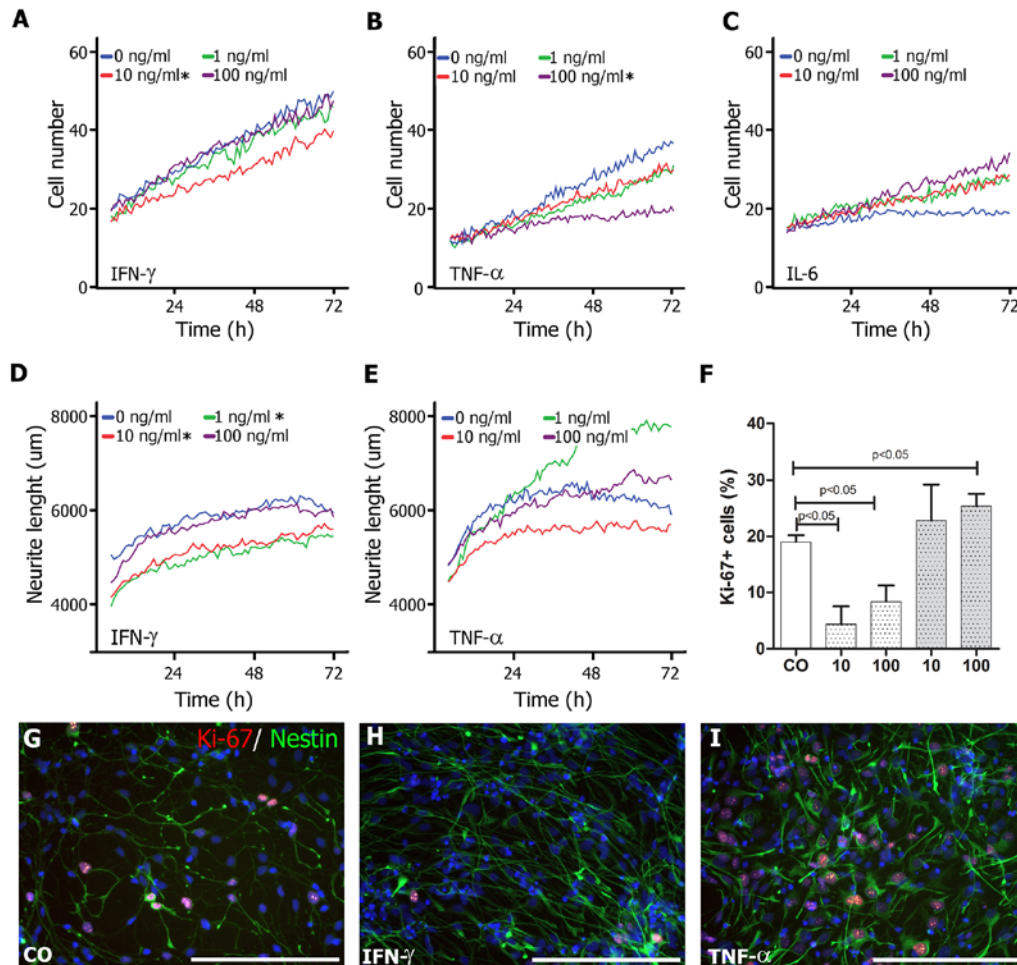 A
60
40
20
0
Cell number
0 ng/ml
1 ng/ml
10 ng/ml*
100 ng/ml
IFN-γ
24
48
72
Time (h)
B
60
40
20
0
Cell number
0 ng/ml
1 ng/ml
10 ng/ml
100 ng/ml*
TNF-α
24
48
72
Time (h)
C
60
40
20
0
Cell number
0 ng/ml
1 ng/ml
10 ng/ml
100 ng/ml
IL-6
24
48
72
Time (h)
D
8000
6000
4000
Neurite lenght (um)
0 ng/ml
1 ng/ml *
10 ng/ml*
100 ng/ml
IFN-γ
24
48
72
Time (h)
E
8000
6000
4000
Neurite lenght (um)
0 ng/ml
1 ng/ml
10 ng/ml
100 ng/ml
TNF-α
24
48
72
Time (h)
F
40
30
20
10
0
Ki-67+ cells (%)
p<0.05
p<0.05
p<0.05
CO 10 100 10 100
G
Ki-67/ Nestin
CO
H
IFN-γ
I
TNF-α